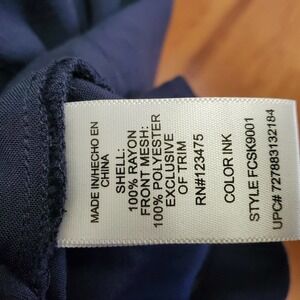 MADE IN/HECHO EN
CHINA
SHELL:
100% RAYON
FRONT MESH:
100% POLYESTER
EXCLUSIVE
OF TRIM
RN#123475
COLOR INK
STYLE FCSK9001
UPC# 727883132184